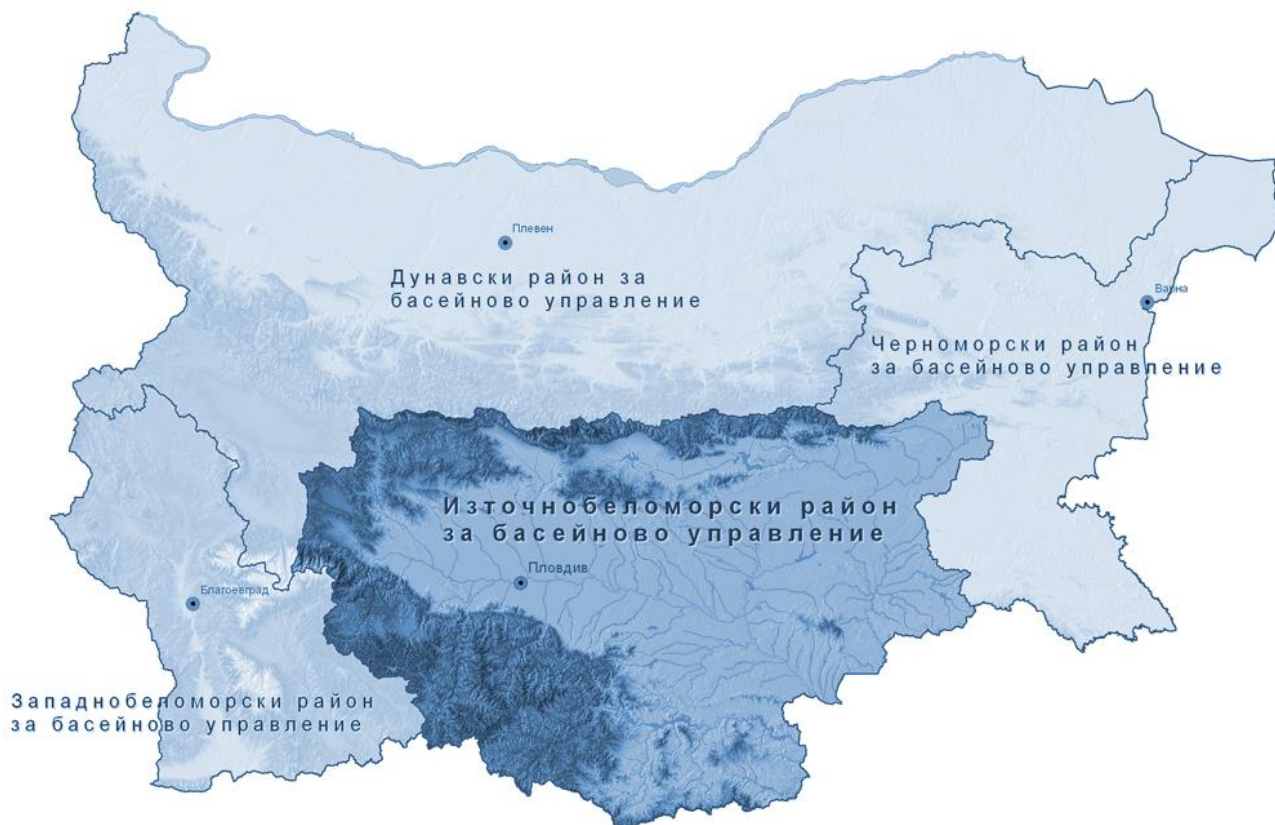 Плевен
Дунавски район за
басейново управление
Варна
Черноморски район
за басейново управление
Източнобеломорски район
за басейново управление
Пловдив
Благоевград
Западнобеломорски район
за басейново управление